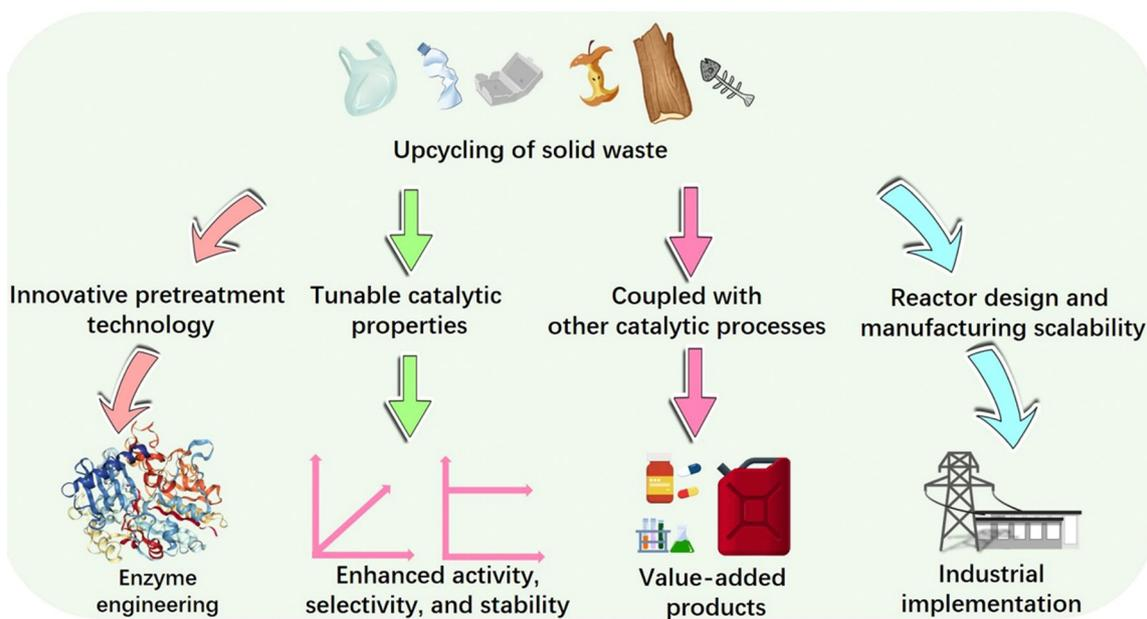 Upcycling of solid waste
Innovative pretreatment
technology
Tunable catalytic
properties
Coupled with
other catalytic processes
Reactor design and
manufacturing scalability
Enzyme
engineering
Enhanced activity,
selectivity, and stability
Value-added
products
Industrial
implementation